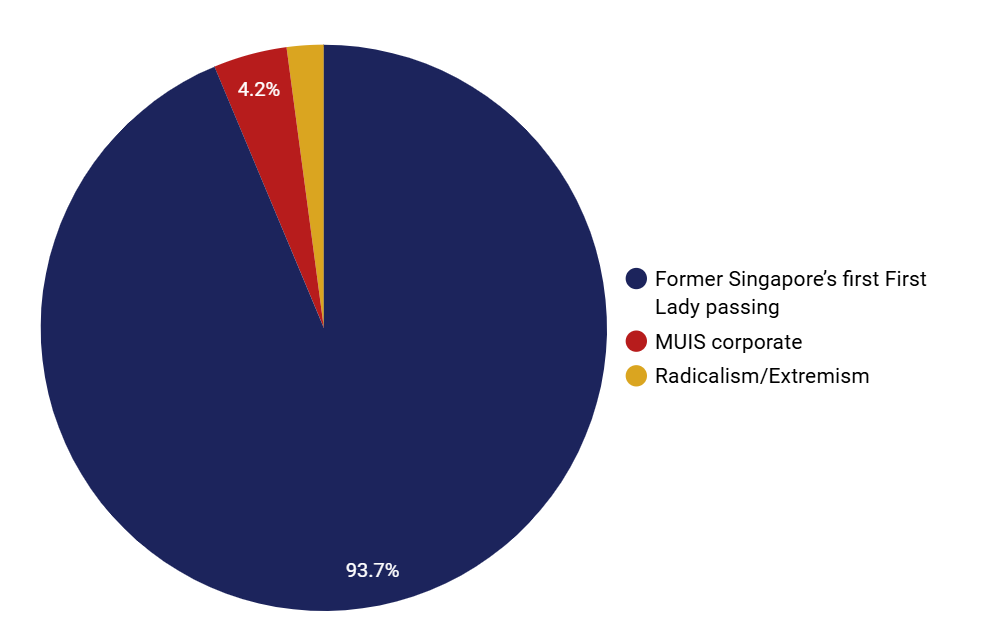 4.2%
93.7%
Former Singapore’s first First
Lady passing
MUIS corporate
Radicalism/Extremism